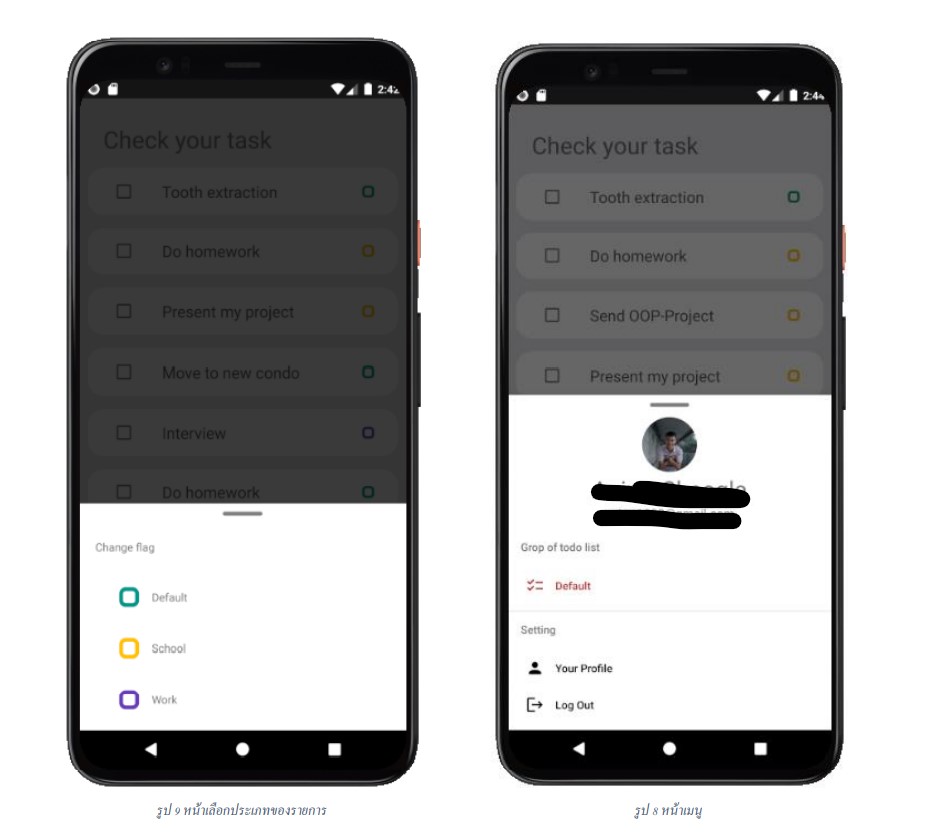 2:42
Check your task
Tooth extraction
Do homework
Present my project
Move to new condo
Interview
Do homework
Change flag
Default
School
Work
รูป 9 หน้าเลือกประเภทของรายการ
2:44
Check your task
Tooth extraction
Do homework
Send OOP-Project
Present my project
Grop of todo list
Default
Setting
Your Profile
Log Out
รูป 8 หน้าเมนู